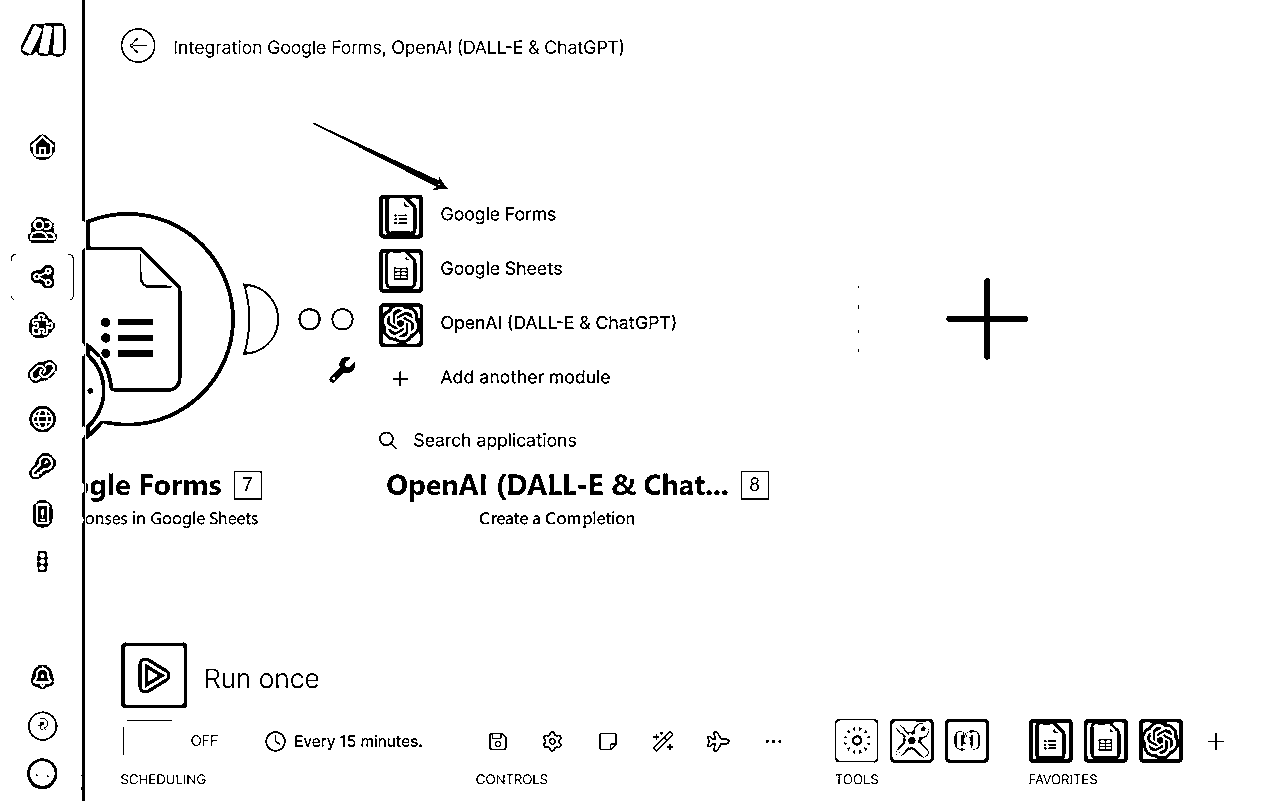 Integration Google Forms, OpenAI (DALL-E & ChatGPT)
Google Forms
Google Sheets
OpenAI (DALL-E & ChatGPT)
Add another module
Search applications
gle Forms 7
onses in Google Sheets
OpenAI (DALL-E & Chat... 8
Create a Completion
Run once
OFF
Every 15 minutes.
SCHEDULING
CONTROLS
TOOLS
FAVORITES